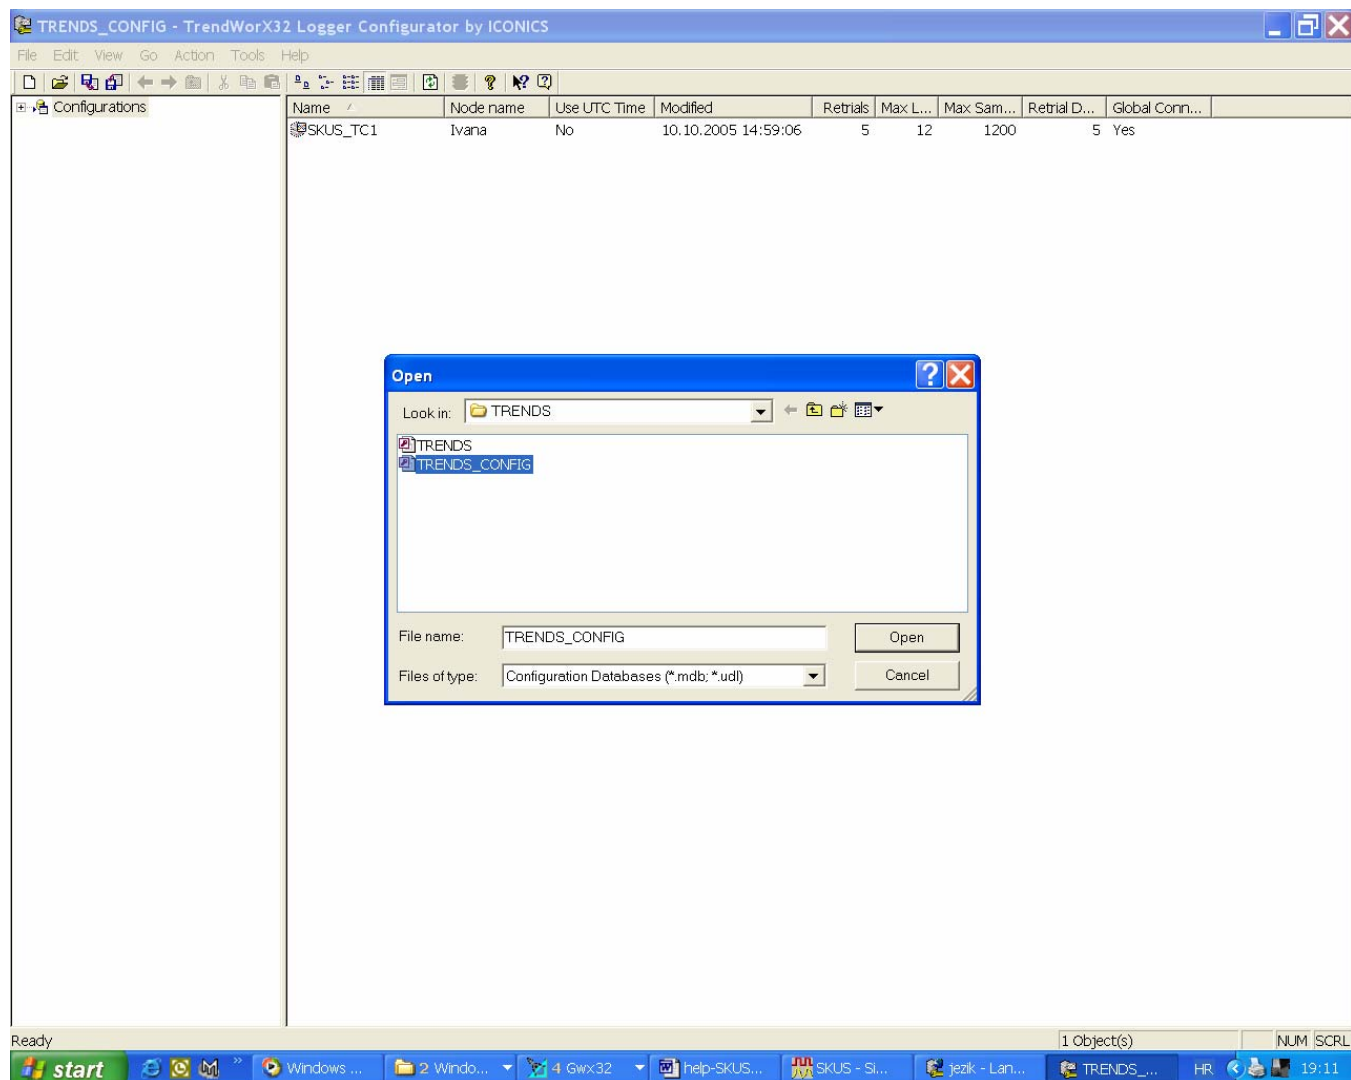 TRENDS_CONFIG - TrendWorX32 Logger Configurator by ICONICS
File Edit View Go Action Tools Help
Configurations
Name Node name Use UTC Time Modified Retrials Max L... Max Sam... Retrial D... Global Conn...
SKUS_TC1 Ivana No 10.10.2005 14:59:06 5 12 1200 5 Yes
Open
Look in: TRENDS
TRENDS
TRENDS_CONFIG
File name: TRENDS_CONFIG Open
Files of type: Configuration Databases (*.mdb; *.udl) Cancel
Ready 1 Object(s) NUM SCRL
start » Windows ... 2 Windo... 4 Gwx32 help-SKUS... SKUS - Si... jezik - Lan... TRENDS_... HR 19:11